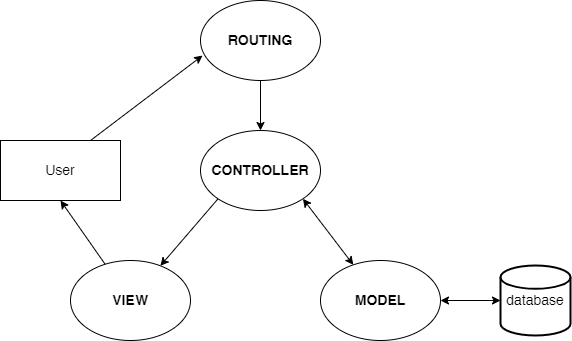 ROUTING
User
CONTROLLER
VIEW
MODEL
database